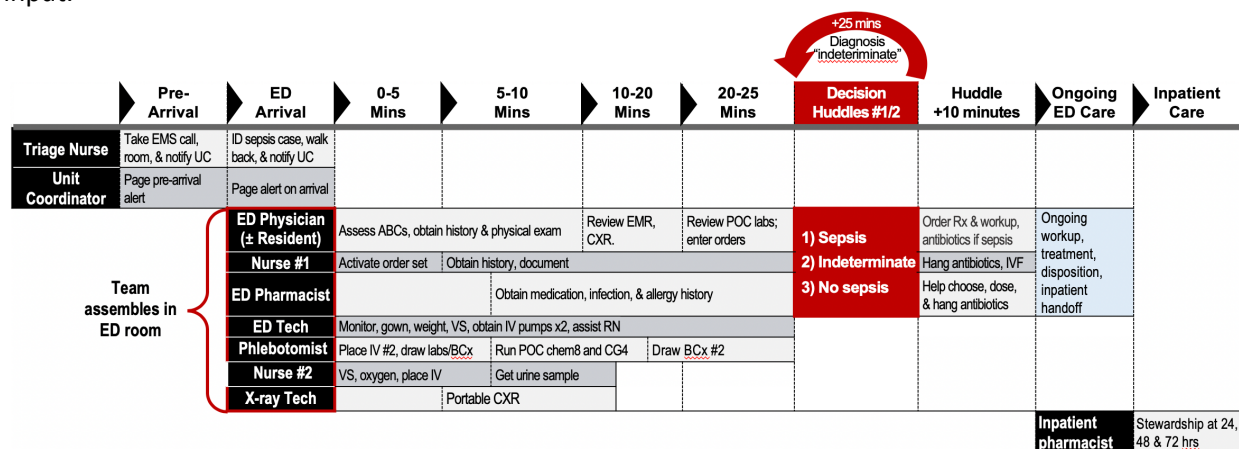 +25 mins
Diagnosis
"indeteriminate"
Pre-
Arrival
ED
Arrival
0-5
Mins
5-10
Mins
10-20
Mins
20-25
Mins
Decision
Huddles #1/2
Huddle
+10 minutes
Ongoing
ED Care
Inpatient
Care
Triage Nurse
Take EMS call,
room, & notify UC
ID sepsis case, walk
back, & notify UC
Unit
Coordinator
Page pre-arrival
alert
Page alert on arrival
Team
assembles in
ED room
ED Physician
(± Resident)
Assess ABCs, obtain history & physical exam
Review EMR,
CXR.
Review POC labs;
enter orders
1) Sepsis
2) Indeterminate
3) No sepsis
Order Rx & workup,
antibiotics if sepsis
Ongoing
workup,
treatment,
disposition,
inpatient
handoff
Nurse #1
Activate order set
Obtain history, document
Hang antibiotics, IVF
ED Pharmacist
Obtain medication, infection, & allergy history
Help choose, dose,
& hang antibiotics
ED Tech
Monitor, gown, weight, VS, obtain IV pumps x2, assist RN
Phlebotomist
Place IV #2, draw labs/BCx
Run POC chem8 and CG4
Draw BCx #2
Nurse #2
VS, oxygen, place IV
Get urine sample
X-ray Tech
Portable CXR
Inpatient
pharmacist
Stewardship at 24,
48 & 72 hrs